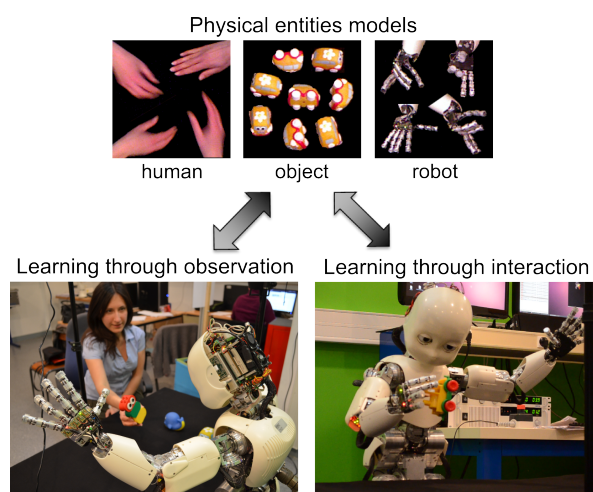 Physical entities models
human
object
robot
Learning through observation
Learning through interaction